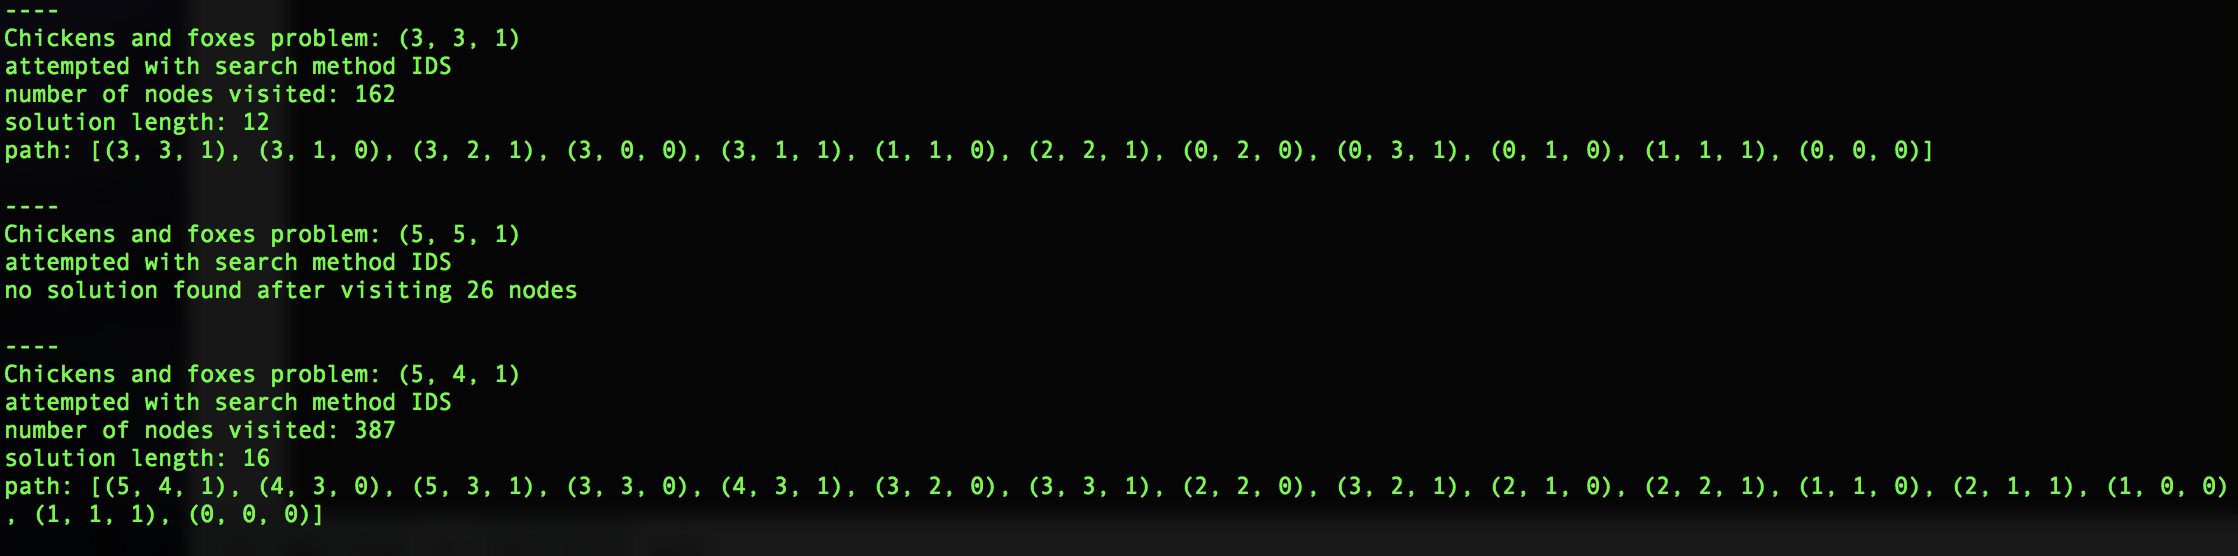 ----
Chickens and foxes problem: (3, 3, 1)
attempted with search method IDS
number of nodes visited: 162
solution length: 12
path: [(3, 3, 1), (3, 1, 0), (3, 2, 1), (3, 0, 0), (3, 1, 1), (1, 1, 0), (2, 2, 1), (0, 2, 0), (0, 3, 1), (0, 1, 0), (1, 1, 1), (0, 0, 0)]
----
Chickens and foxes problem: (5, 5, 1)
attempted with search method IDS
no solution found after visiting 26 nodes
----
Chickens and foxes problem: (5, 4, 1)
attempted with search method IDS
number of nodes visited: 387
solution length: 16
path: [(5, 4, 1), (4, 3, 0), (5, 3, 1), (3, 3, 0), (4, 3, 1), (3, 2, 0), (3, 3, 1), (2, 2, 0), (3, 2, 1), (2, 1, 0), (2, 2, 1), (1, 1, 0), (2, 1, 1), (1, 0, 0)
, (1, 1, 1), (0, 0, 0)]